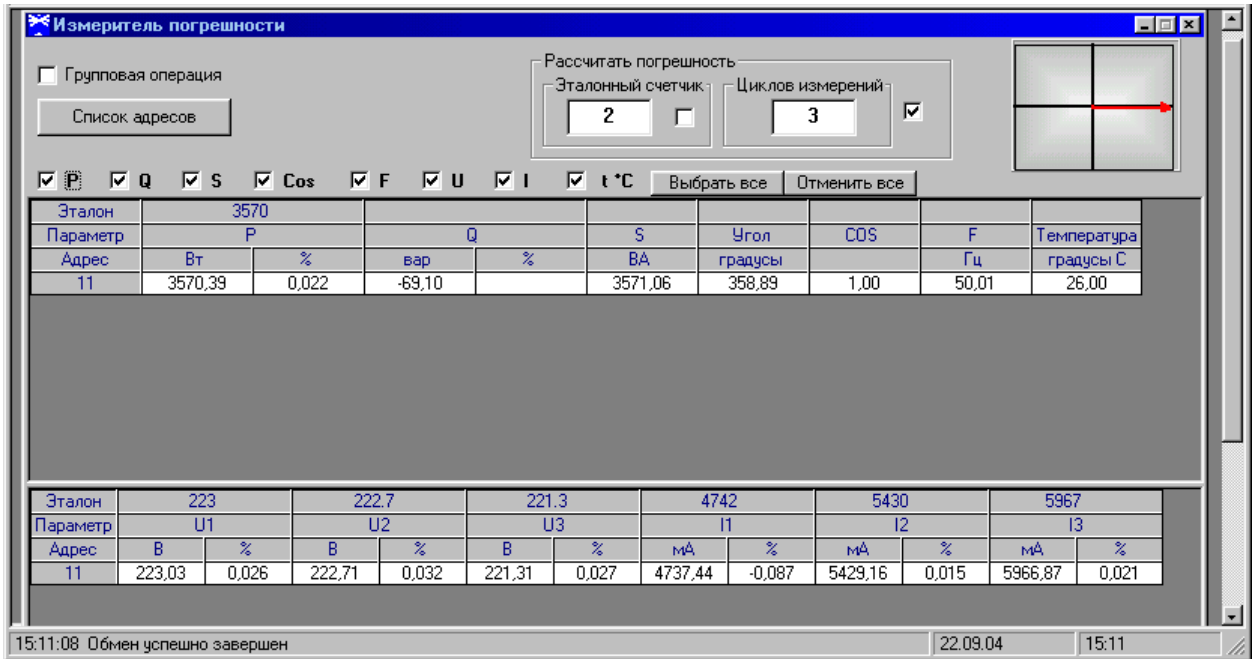 Измеритель погрешности
Групповая операция
Список адресов
Рассчитать погрешность
Эталонный счетчик
Циклов измерений
2
3
P Q S Cos F U I t °C Выбрать все Отменить все
Эталон 3570
Параметр P Q S Угол COS F Температура
Адрес Вт % вар % ВА градусы Гц градусы С
11 3570,39 0,022 -69,10 3571,06 358,89 1,00 50,01 26,00
Эталон 223 222.7 221.3 4742 5430 5967
Параметр U1 U2 U3 I1 I2 I3
Адрес В % В % В % мА % мА % мА %
11 223,03 0,026 222,71 0,032 221,31 0,027 4737,44 -0,087 5429,16 0,015 5966,87 0,021
15:11:08 Обмен успешно завершен 22.09.04 15:11